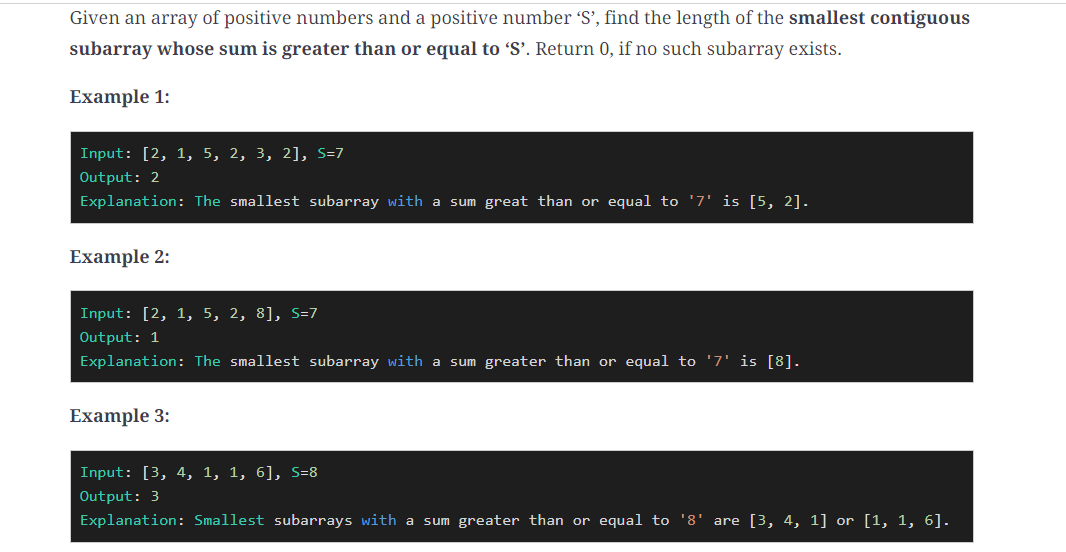 Given an array of positive numbers and a positive number ‘S’, find the length of the smallest contiguous
subarray whose sum is greater than or equal to ‘S’. Return 0, if no such subarray exists.
Example 1:
Input: [2, 1, 5, 2, 3, 2], S=7
Output: 2
Explanation: The smallest subarray with a sum great than or equal to '7' is [5, 2].
Example 2:
Input: [2, 1, 5, 2, 8], S=7
Output: 1
Explanation: The smallest subarray with a sum greater than or equal to '7' is [8].
Example 3:
Input: [3, 4, 1, 1, 6], S=8
Output: 3
Explanation: Smallest subarrays with a sum greater than or equal to '8' are [3, 4, 1] or [1, 1, 6].